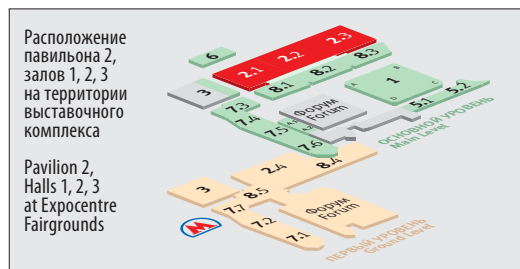 Расположение
павильона 2,
залов 1, 2, 3
на территории
выставочного
комплекса
Pavilion 2,
Halls 1, 2, 3
at Expocentre
Fairgrounds
6
2.1 2.2 2.3
3
8.1 8.2 8.3
1
A B C D
7.3
7.4
7.5
7.6
Форум
Forum
5.1 5.2
ОСНОВНОЙ УРОВЕНЬ
Main Level
2.4
8.4
3
8.5
7.7
7.2
7.1
Форум
Forum
М
ПЕРВЫЙ УРОВЕНЬ
Ground Level